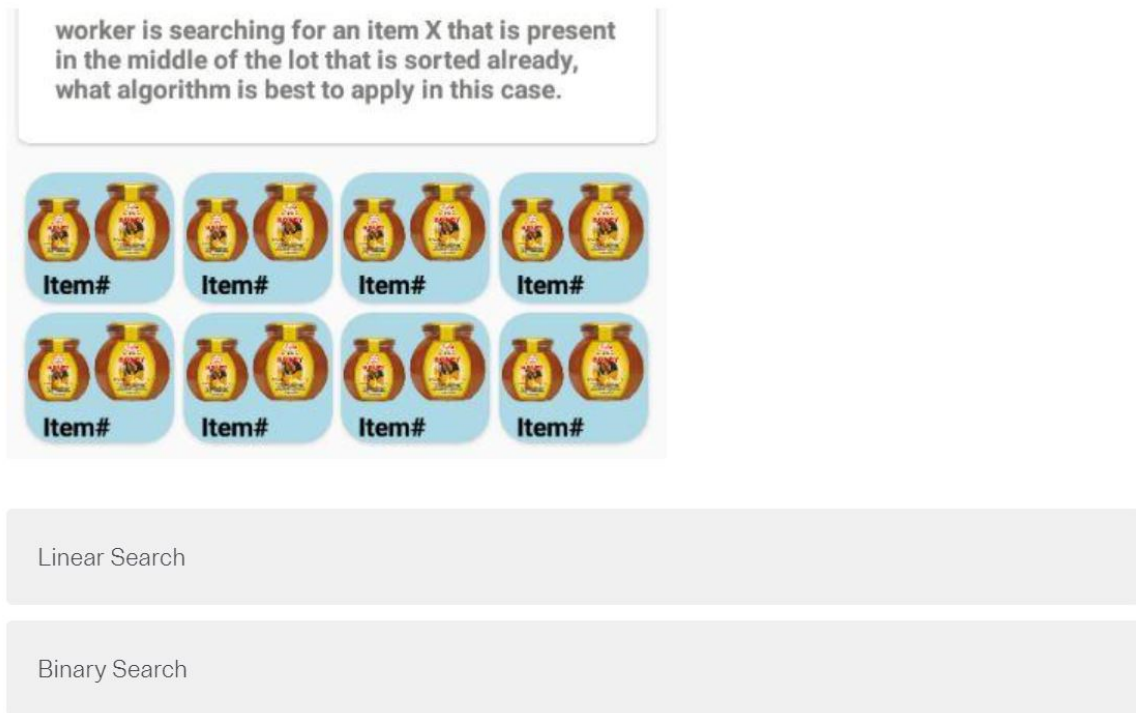 worker is searching for an item X that is present
in the middle of the lot that is sorted already,
what algorithm is best to apply in this case.
Item# Item# Item# Item#
Item# Item# Item# Item#
Linear Search
Binary Search